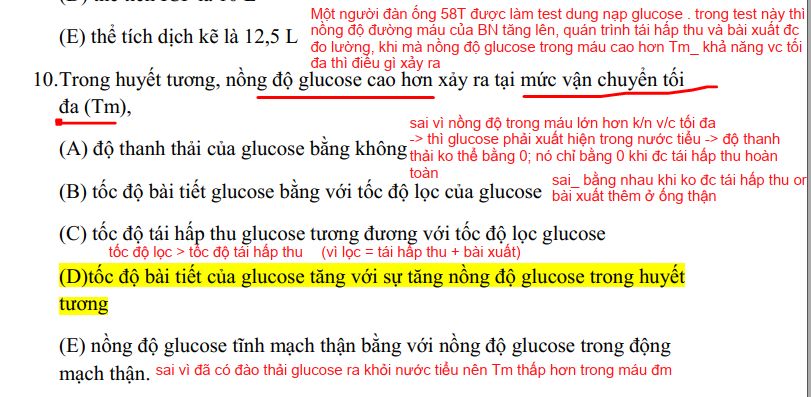 Một người đàn ống 58T được làm test dung nạp glucose . trong test này thì
nồng độ đường máu của BN tăng lên, quán trình tái hấp thu và bài xuất đc
(E) thể tích dịch kẽ là 12,5 L
đo lường, khi mà nồng độ glucose trong máu cao hơn Tm_ khả năng vc tối
đa thì điều gì xảy ra
10.Trong huyết tương, nồng độ glucose cao hơn xảy ra tại mức vận chuyển tối
đa (Tm),
sai vì nồng độ trong máu lớn hơn k/n v/c tối đa
-> thì glucose phải xuất hiện trong nước tiểu -> độ thanh
(A) độ thanh thải của glucose bằng không
thải ko thể bằng 0; nó chỉ bằng 0 khi đc tái hấp thu hoàn
toàn
(B) tốc độ bài tiết glucose bằng với tốc độ lọc của glucose
sai_ bằng nhau khi ko đc tái hấp thu or
bài xuất thêm ở ống thận
(C) tốc độ tái hấp thu glucose tương đương với tốc độ lọc glucose
tốc độ lọc > tốc độ tái hấp thu (vì lọc = tái hấp thu + bài xuất)
(D)tốc độ bài tiết của glucose tăng với sự tăng nồng độ glucose trong huyết
tương
(E) nồng độ glucose tĩnh mạch thận bằng với nồng độ glucose trong động
mạch thận. sai vì đã có đào thải glucose ra khỏi nước tiểu nên Tm thấp hơn trong máu đm